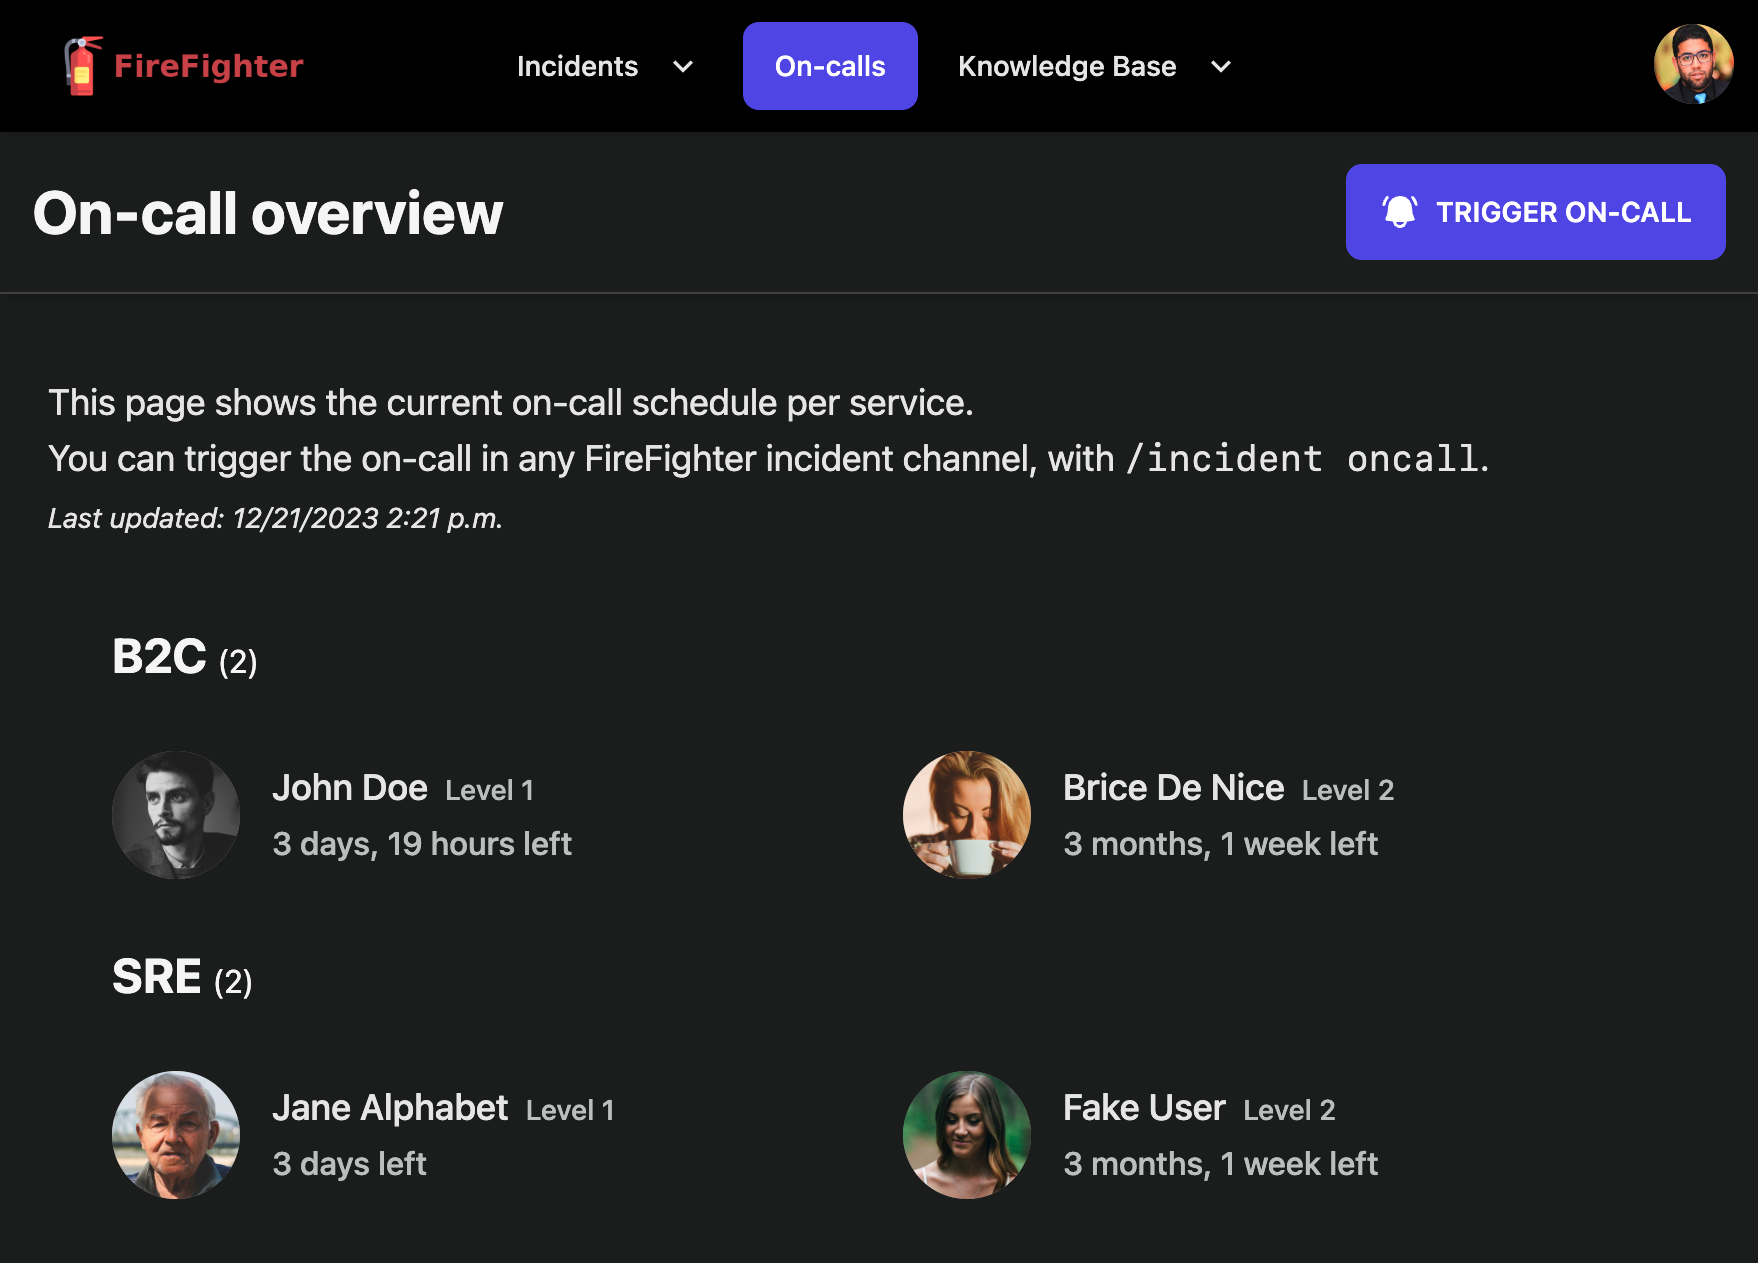 FireFighter
Incidents
On-calls
Knowledge Base
On-call overview
TRIGGER ON-CALL
This page shows the current on-call schedule per service.
You can trigger the on-call in any FireFighter incident channel, with /incident oncall.
Last updated: 12/21/2023 2:21 p.m.
B2C (2)
John Doe Level 1
3 days, 19 hours left
Brice De Nice Level 2
3 months, 1 week left
SRE (2)
Jane Alphabet Level 1
3 days left
Fake User Level 2
3 months, 1 week left